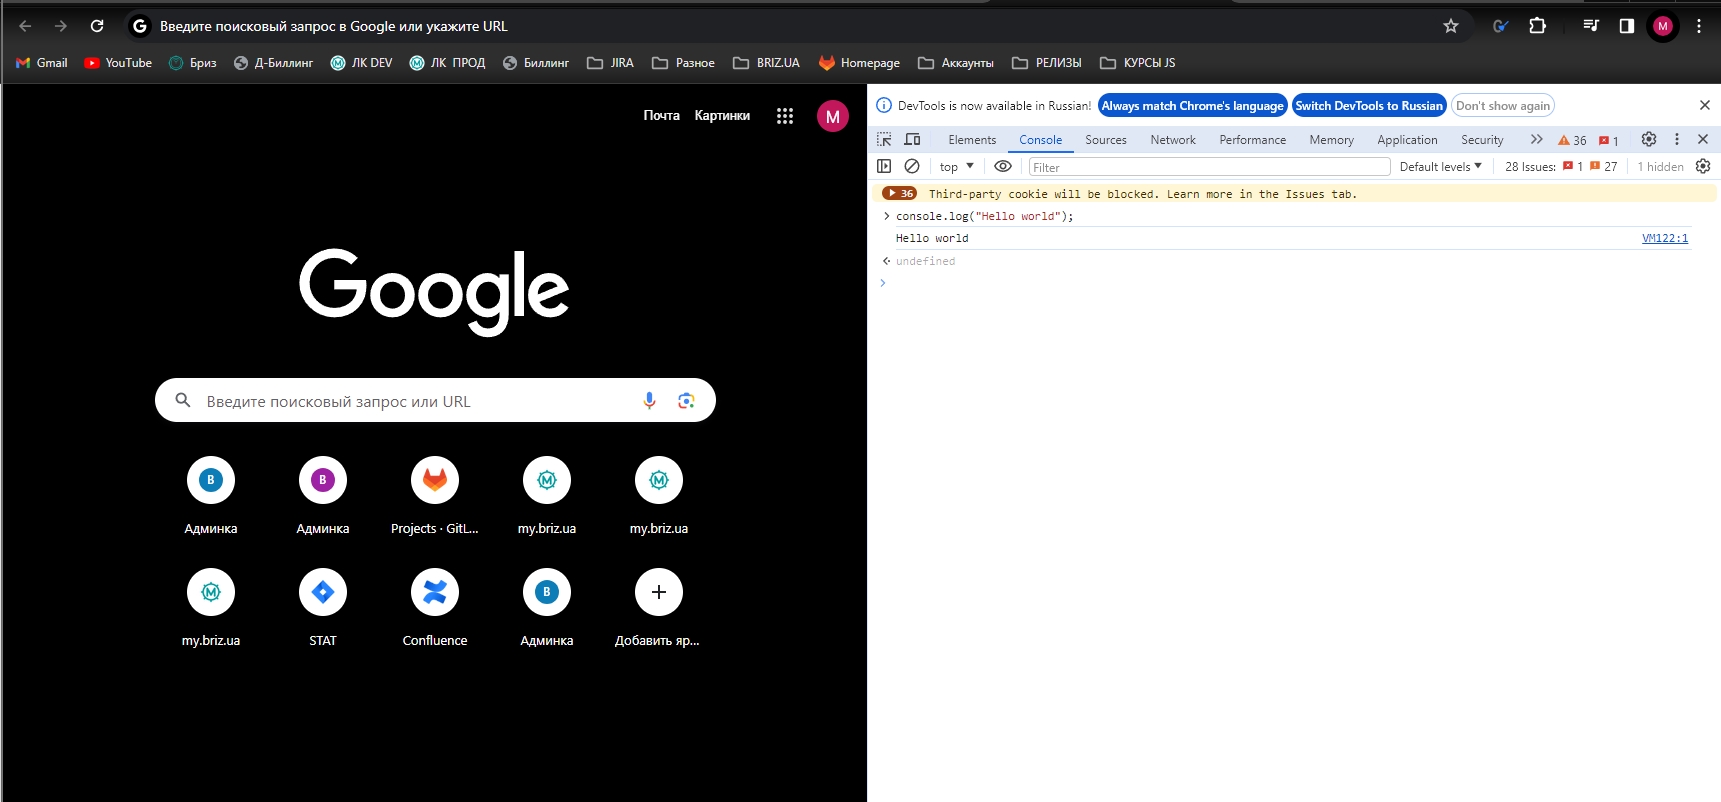 Введите поисковый запрос в Google или укажите URL
M
Gmail YouTube Бриз Д-Биллинг ЛК DEV ЛК ПРОД Биллинг JIRA Разное BRIZ.UA Homepage Аккаунты РЕЛИЗЫ КУРСЫ JS
Почта Картинки M
Google
Введите поисковый запрос или URL
B B M M
Админка Админка Projects · GitL... my.briz.ua my.briz.ua
M B
my.briz.ua STAT Confluence Админка Добавить яр...
DevTools is now available in Russian! Always match Chrome's language Switch DevTools to Russian Don't show again
Elements Console Sources Network Performance Memory Application Security 36 1
top Filter Default levels 28 Issues: 1 27 1 hidden
36 Third-party cookie will be blocked. Learn more in the Issues tab.
console.log("Hello world");
Hello world VM122:1
undefined